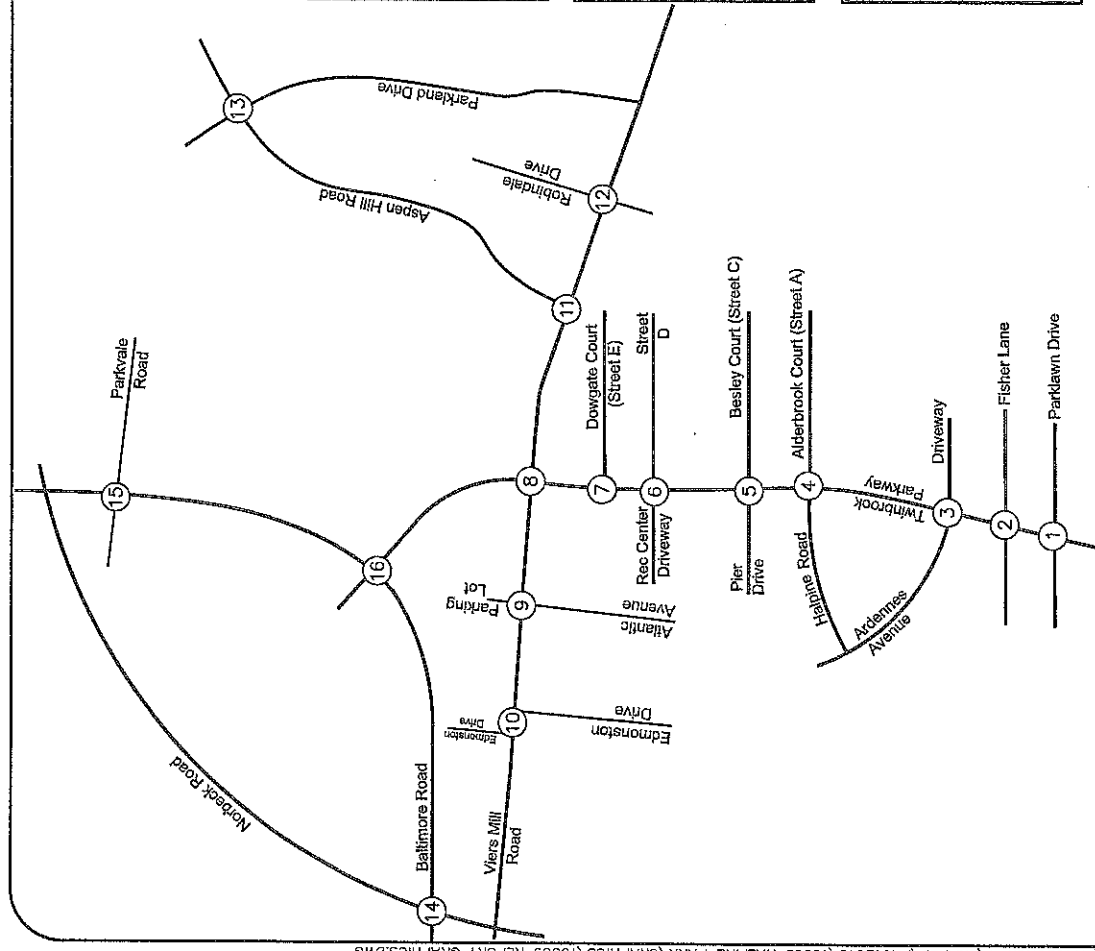 13
Parkland Drive
Aspen Hill Road
Robindale
Drive
12
11
Parkvale
Road
15
Dowgate Court
(Street E)
Street
D
Besley Court (Street C)
Alderbrook Court (Street A)
Driveway
Fisher Lane
Parklawn Drive
8
7
6
5
4
3
2
1
Twinbrook
Parkway
16
Rec Center
Driveway
Pier
Drive
Halpine Road
Ardennes
Avenue
Parking
Lot
9
Atlantic
Avenue
10
Edmonston
Drive
Edmonston
Drive
Norbeck Road
Baltimore Road
Viers Mill
Road
14